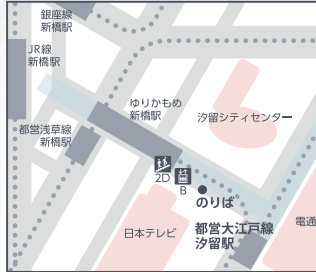 銀座線
新橋駅
JR線
新橋駅
ゆりかもめ
新橋駅
汐留シティセンター
都営浅草線
新橋駅
2D
B
のりば
日本テレビ
都営大江戸線
汐留駅
電通